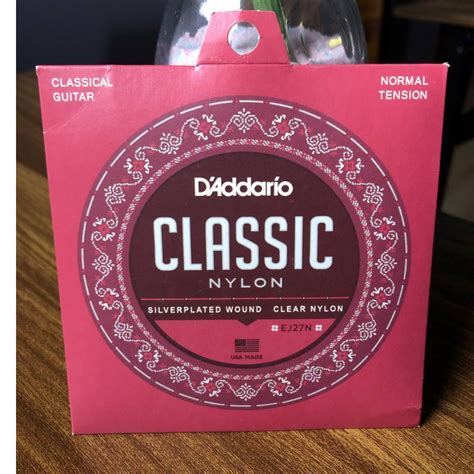 CLASSICAL
GUITAR
NORMAL
TENSION
D'Addario
CLASSIC
NYLON
SILVERPLATED WOUND CLEAR NYLON
EJ27N
USA MADE